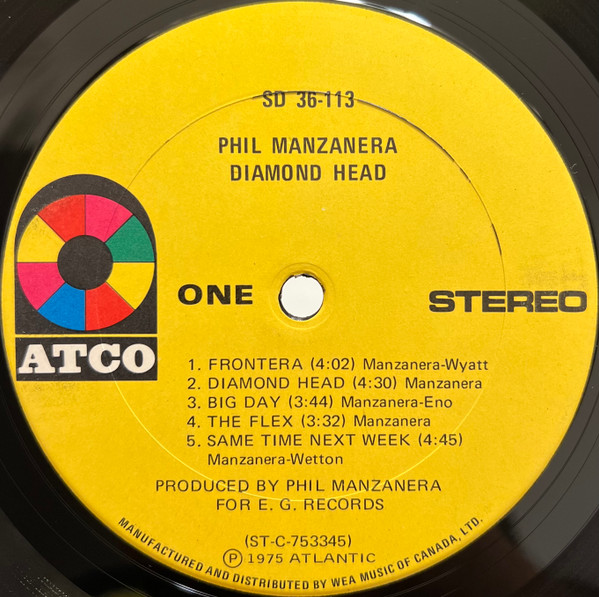 SD 36-113
PHIL MANZANERA
DIAMOND HEAD
ATCO
ONE
STEREO
1. FRONTERA (4:02) Manzanera-Wyatt
2. DIAMOND HEAD (4:30) Manzanera
3. BIG DAY (3:44) Manzanera-Eno
4. THE FLEX (3:32) Manzanera
5. SAME TIME NEXT WEEK (4:45)
Manzanera-Wetton
PRODUCED BY PHIL MANZANERA
FOR E. G. RECORDS
(ST-C-753345)
Ⓟ 1975 ATLANTIC
MANUFACTURED AND DISTRIBUTED BY WEA MUSIC OF CANADA, LTD.